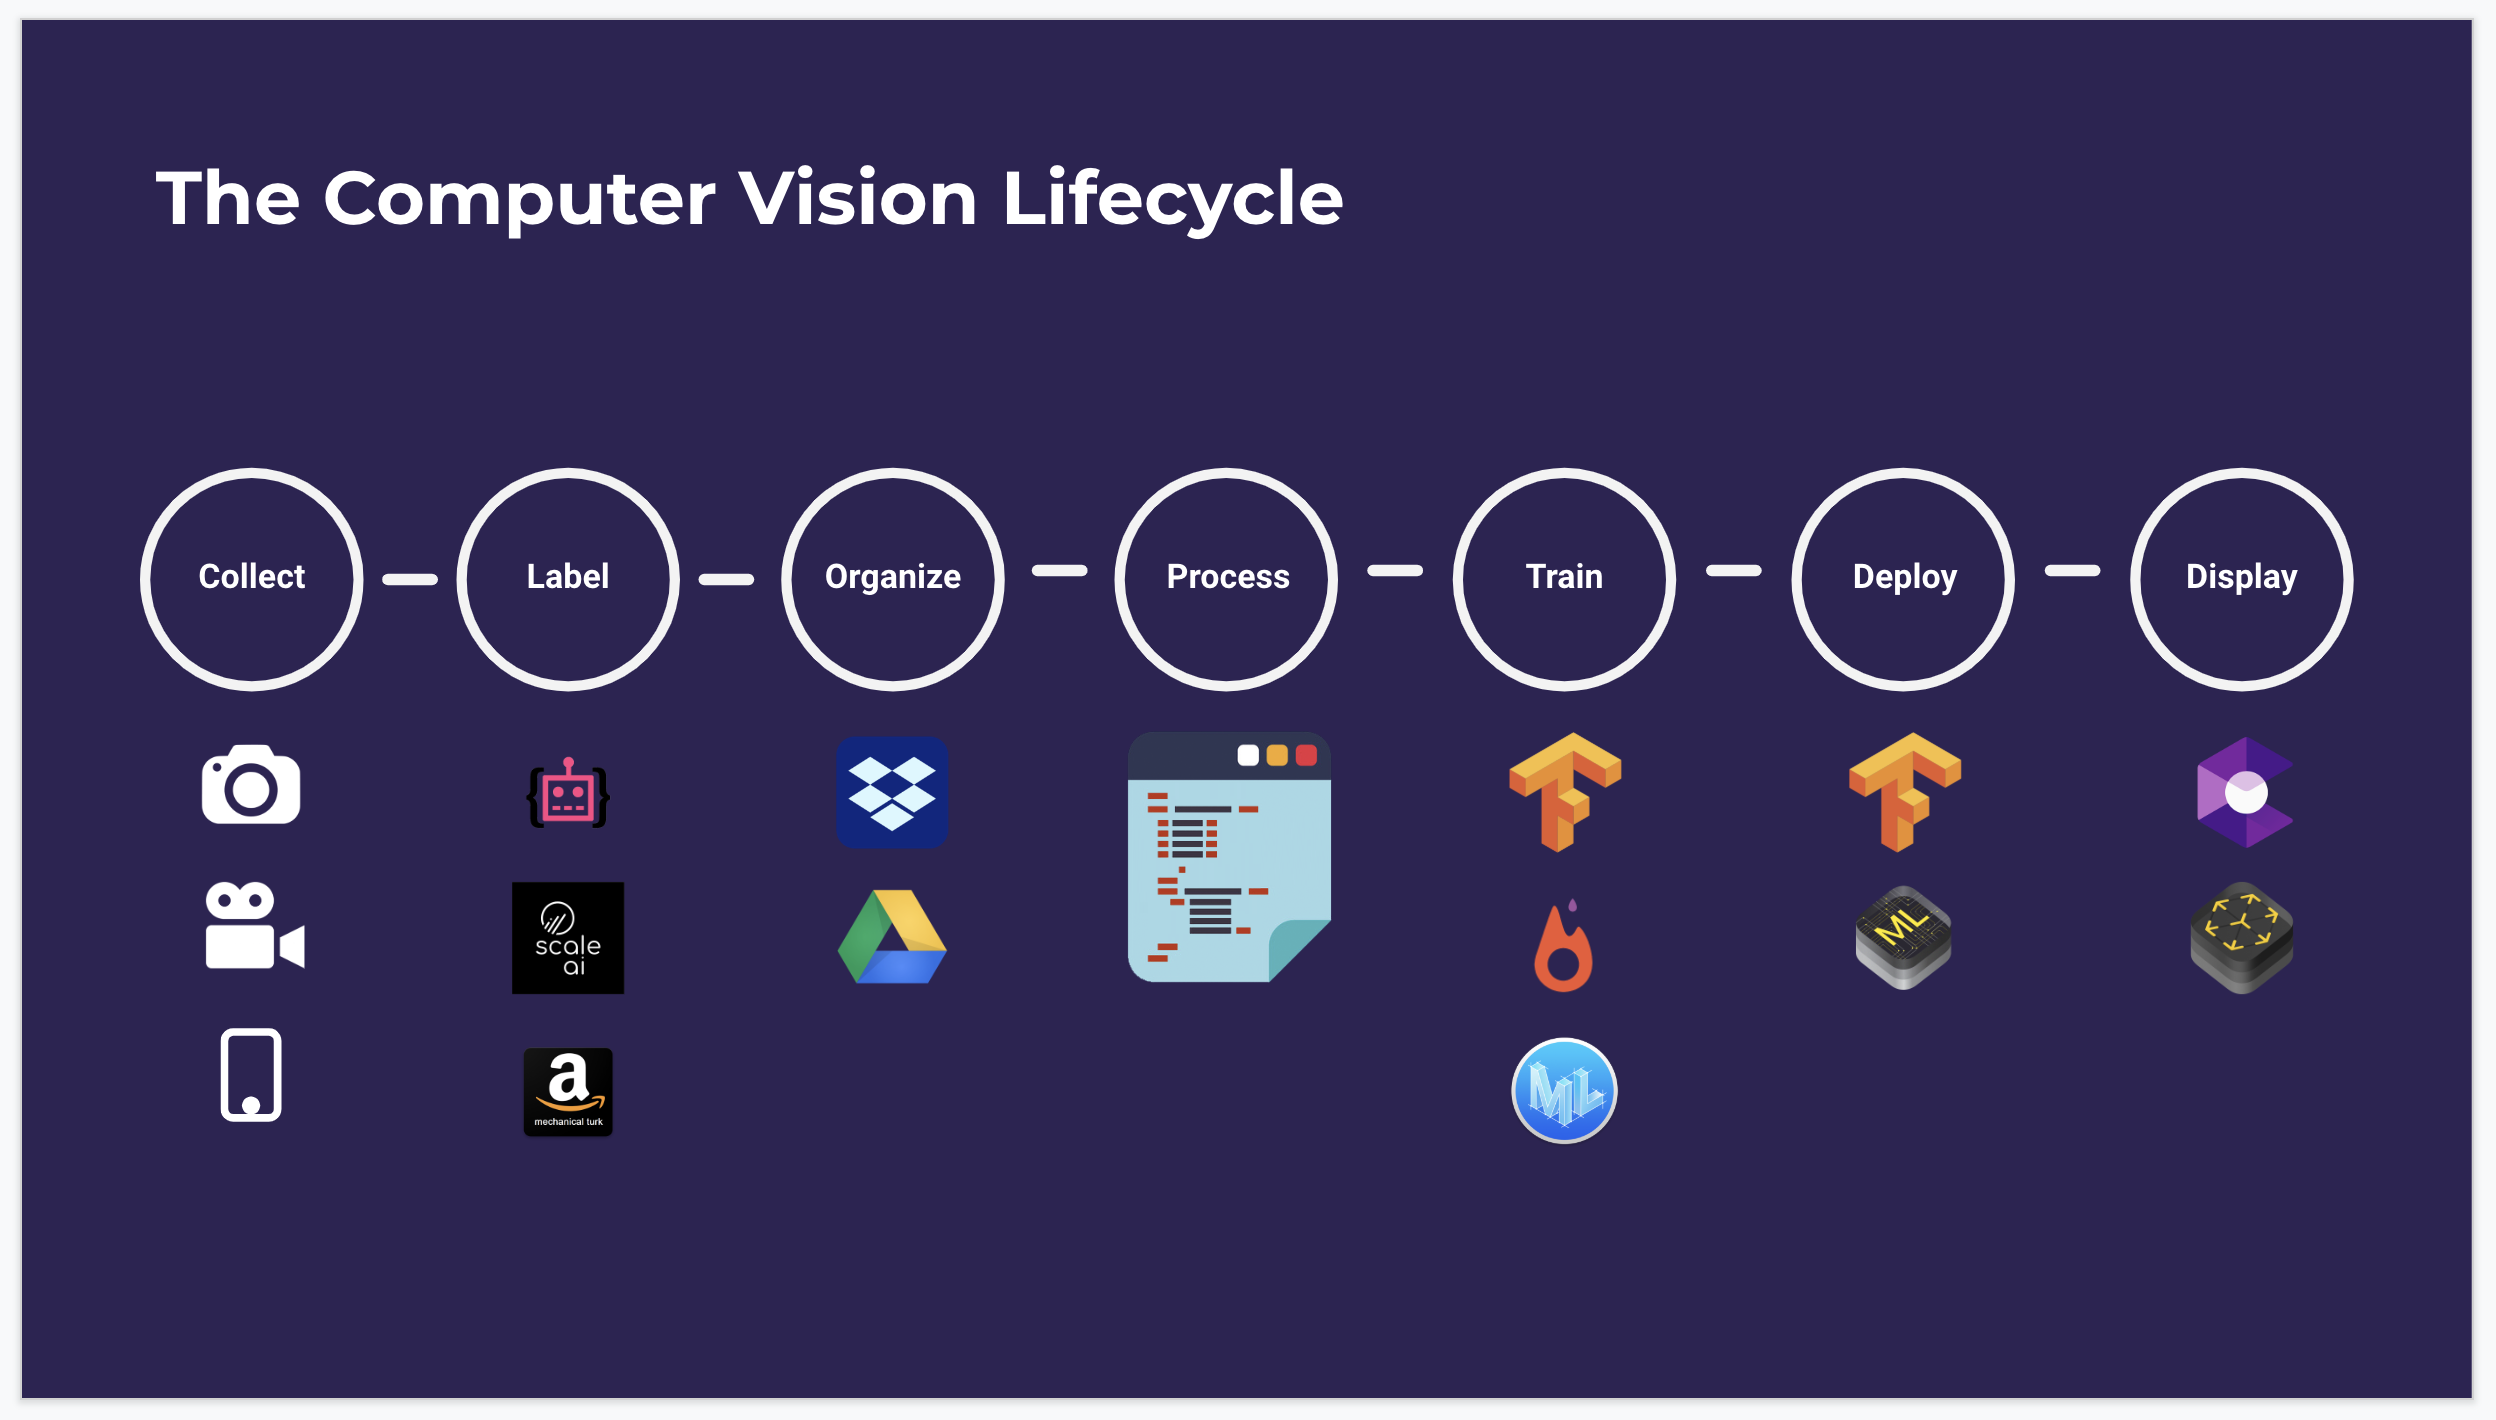 The Computer Vision Lifecycle
Collect
Label
Organize
Process
Train
Deploy
Display
scale
ai
a
mechanical turk
ML
ML